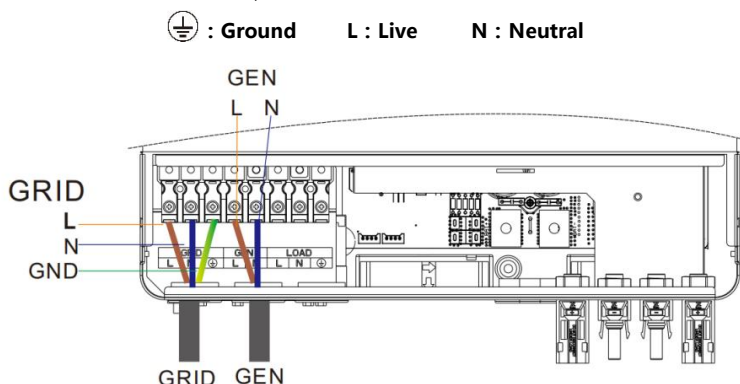 : Ground L : Live N : Neutral
GEN
L N
GRID
L
N
GND
GRID GEN LOAD
L N L N L N
GRID GEN